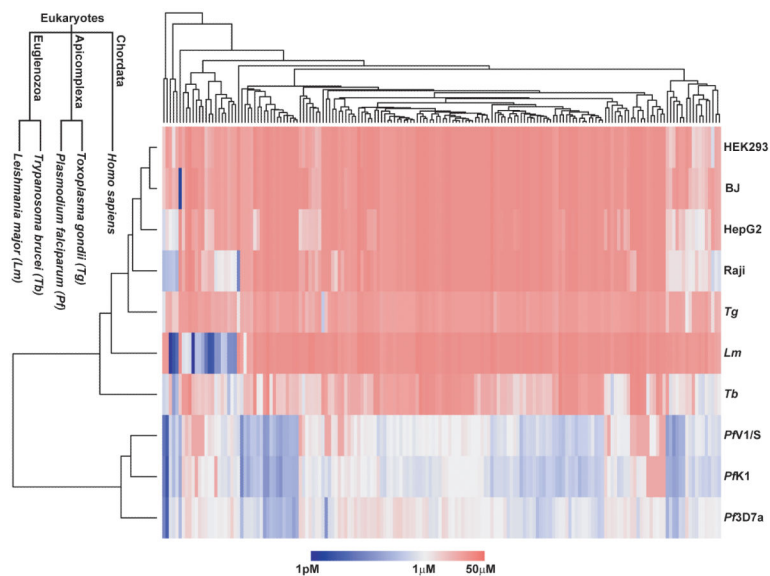 Eukaryotes
Euglenozoa
Apicomplexa
Chordata
Leishmania major (Lm)
Trypanosoma brucei (Tb)
Plasmodium falciparum (Pf)
Toxoplasma gondii (Tg)
Homo sapiens
HEK293
BJ
HepG2
Raji
Tg
Lm
Tb
PfV1/S
PfK1
Pf3D7a
1pM 1μM 50μM